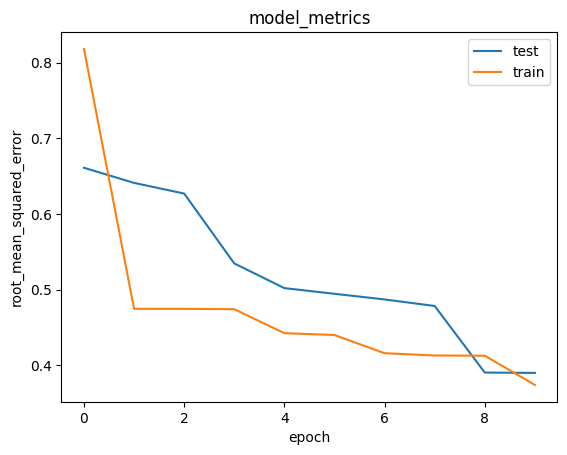 model_metrics
test
train
root_mean_squared_error
0.8
0.7
0.6
0.5
0.4
0 2 4 6 8
epoch